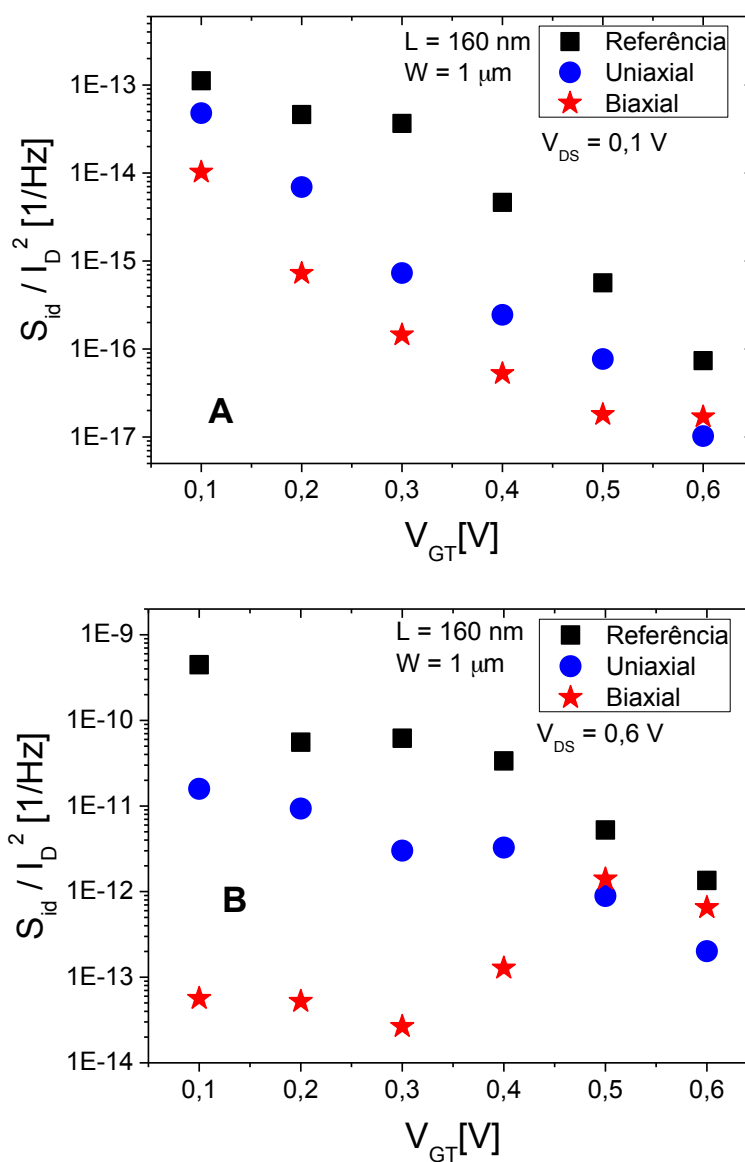 L = 160 nm
W = 1 μm
Referência
Uniaxial
Biaxial
V_DS = 0,1 V
S_id / I_D^2 [1/Hz]
1E-13
1E-14
1E-15
1E-16
1E-17
A
0,1 0,2 0,3 0,4 0,5 0,6
V_GT[V]
L = 160 nm
W = 1 μm
Referência
Uniaxial
Biaxial
V_DS = 0,6 V
S_id / I_D^2 [1/Hz]
1E-9
1E-10
1E-11
1E-12
1E-13
1E-14
B
0,1 0,2 0,3 0,4 0,5 0,6
V_GT[V]